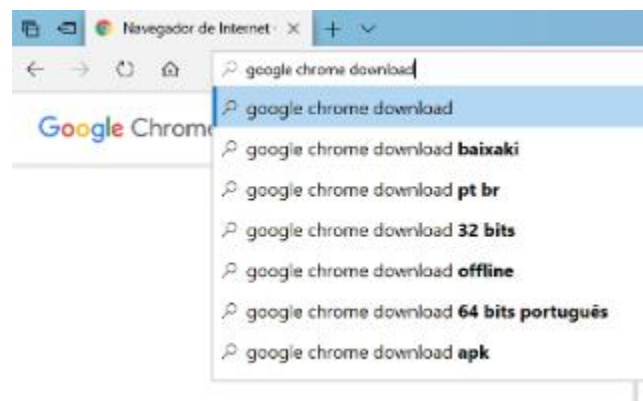 Navegador de Internet
google chrome download
Google Chrome
google chrome download
google chrome download baixaki
google chrome download pt br
google chrome download 32 bits
google chrome download offline
google chrome download 64 bits português
google chrome download apk